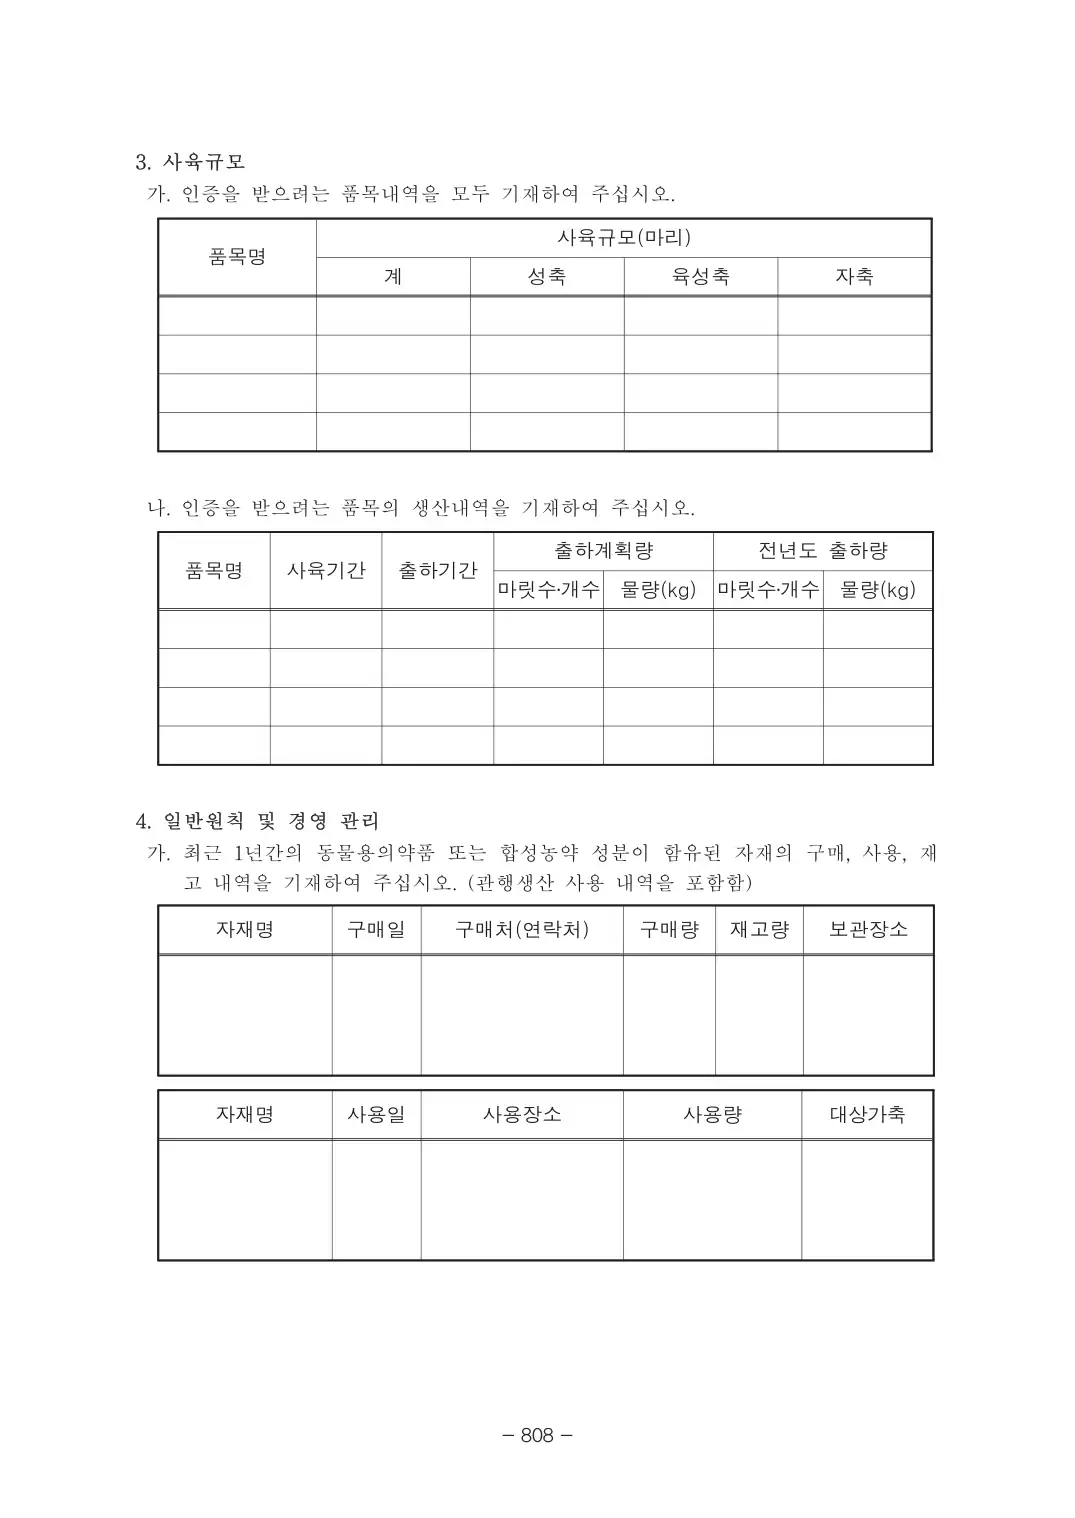 3. 사육규모
가. 인증을 받으려는 품목내역을 모두 기재하여 주십시오.
품목명 사육규모(마리)
계 성축 육성축 자축
나. 인증을 받으려는 품목의 생산내역을 기재하여 주십시오.
품목명 사육기간 출하기간 출하계획량 전년도 출하량
마릿수·개수 물량(kg) 마릿수·개수 물량(kg)
4. 일반원칙 및 경영 관리
가. 최근 1년간의 동물용의약품 또는 합성농약 성분이 함유된 자재의 구매, 사용, 재
고 내역을 기재하여 주십시오. (관행생산 사용 내역을 포함함)
자재명 구매일 구매처(연락처) 구매량 재고량 보관장소
자재명 사용일 사용장소 사용량 대상가축
- 808 -